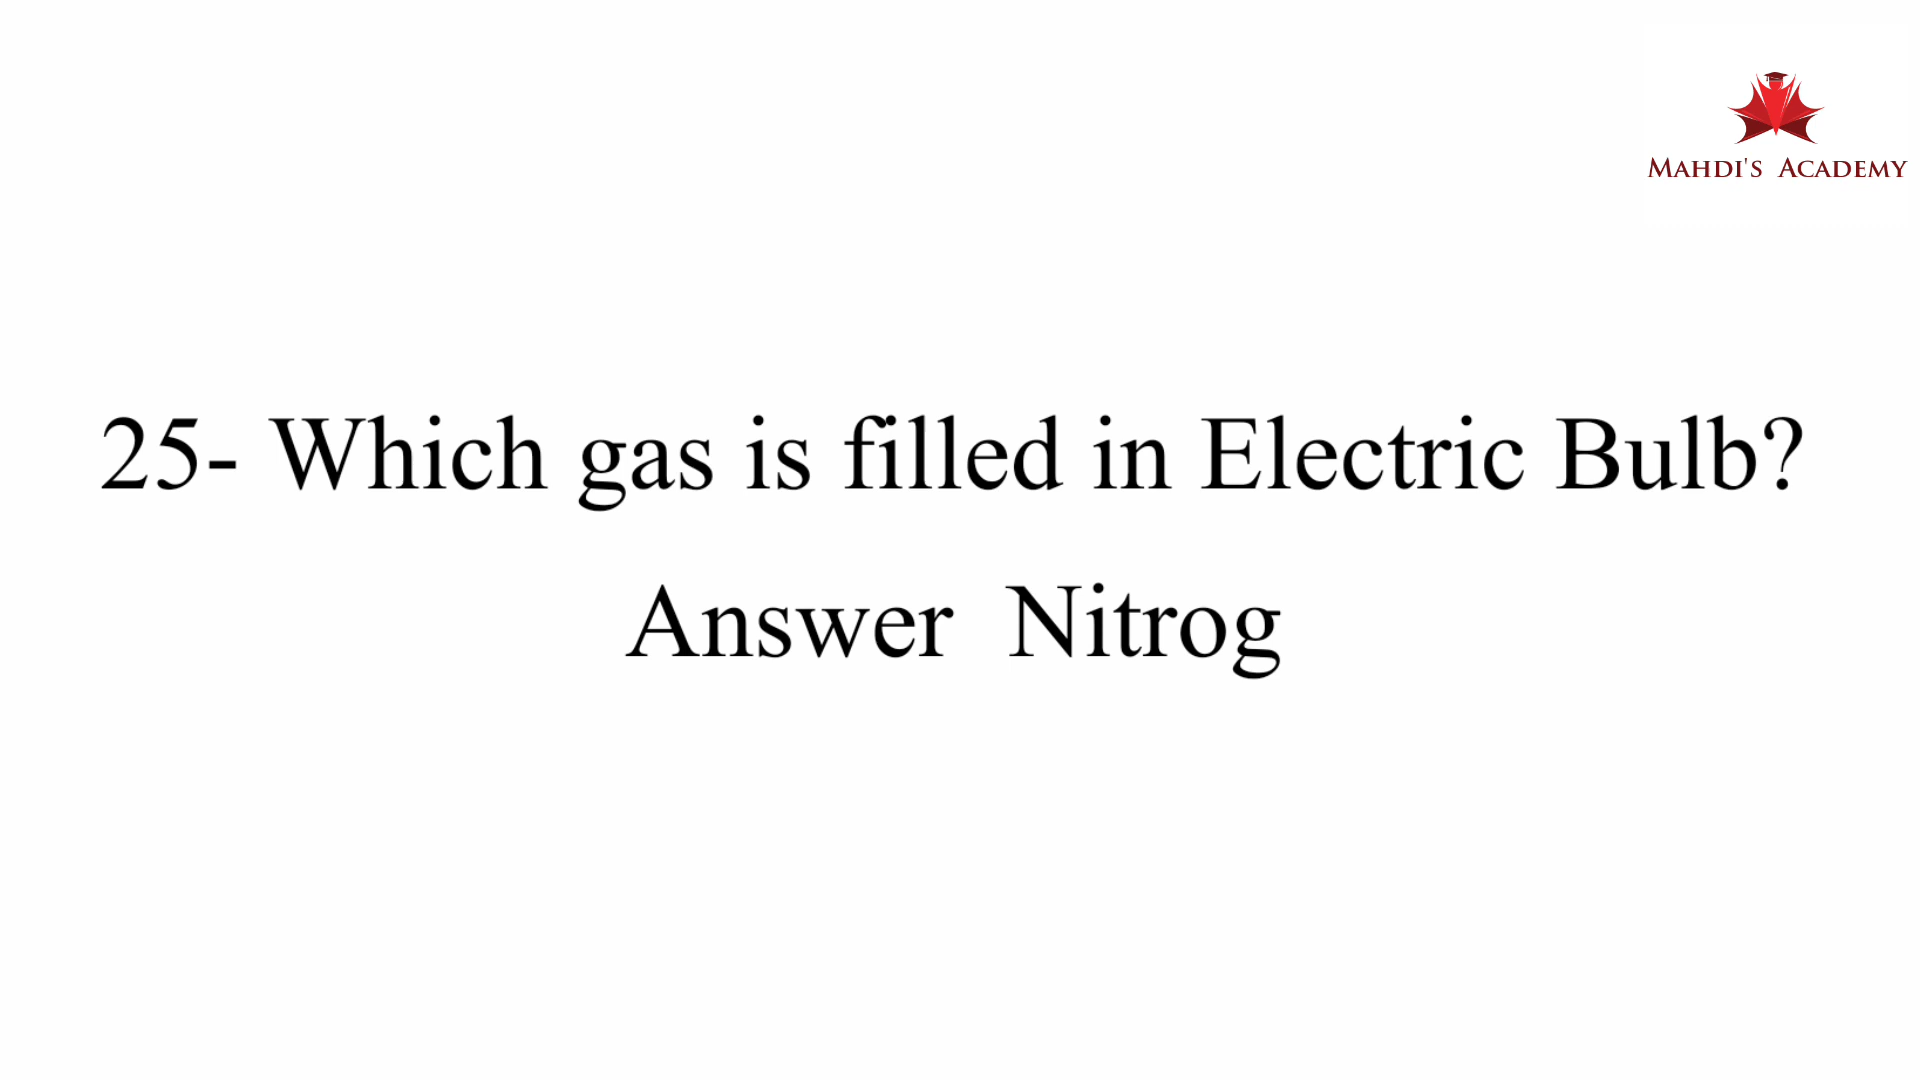 MAHDI'S ACADEMY
25- Which gas is filled in Electric Bulb?
Answer Nitrog